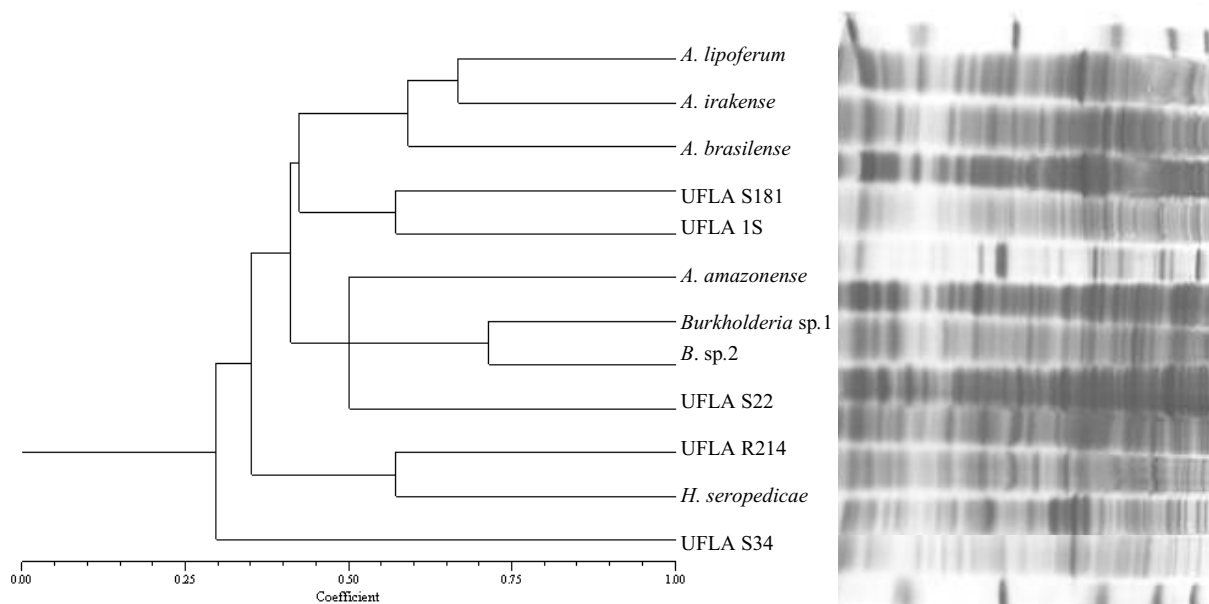 A. lipoferum
A. irakense
A. brasilense
UFLA S181
UFLA 1S
A. amazonense
Burkholderia sp.1
B. sp.2
UFLA S22
UFLA R214
H. seropedicae
UFLA S34
0.00 0.25 0.50 0.75 1.00
Coefficient